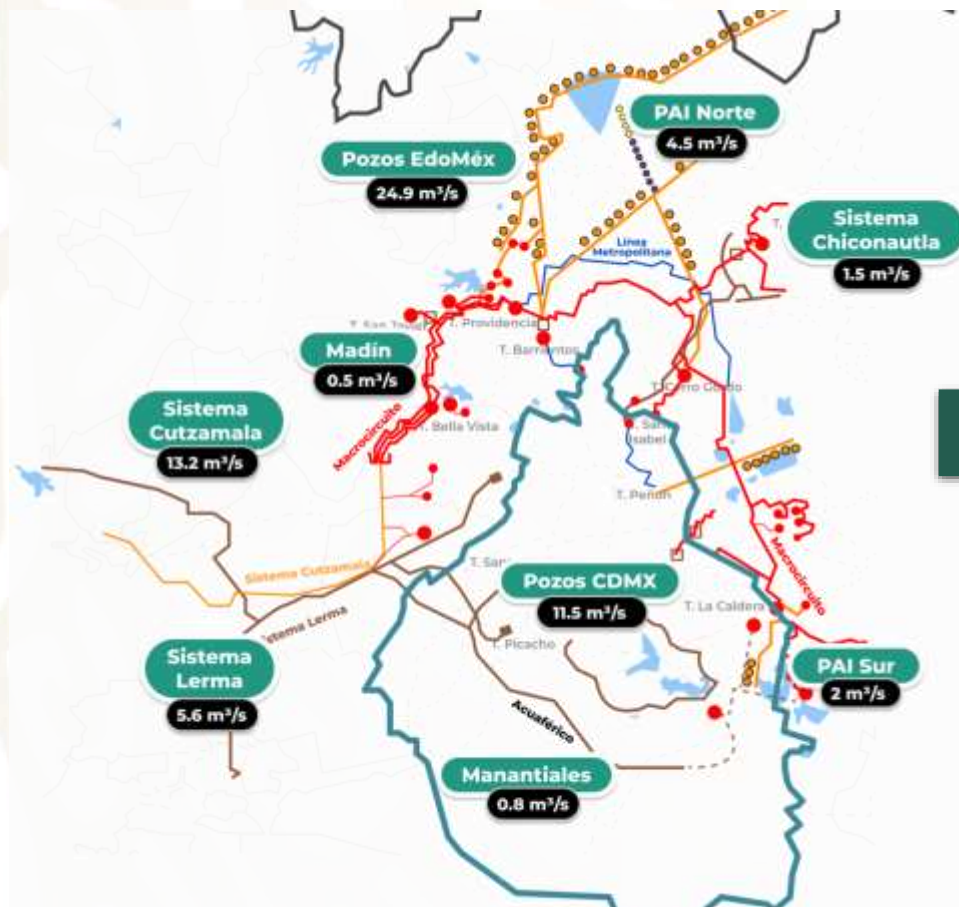 PAI Norte
4.5 m³/s
Pozos EdoMéx
24.9 m³/s
Sistema
Chiconautla
1.5 m³/s
T.
Línea
Metropolitana
T. Providencia
T. Barrientos
Madín
0.5 m³/s
T. Cerro Gordo
Sistema
Cutzamala
13.2 m³/s
Macrocircuito
T. Bella Vista
T. San
Isabel
T. Peñón
Sistema Cutzamala
T. San
Pozos CDMX
11.5 m³/s
Macrocircuito
T. La Caldera
Sistema Lerma
T. Picacho
Sistema
Lerma
5.6 m³/s
PAI Sur
2 m³/s
Acuaférico
Manantiales
0.8 m³/s